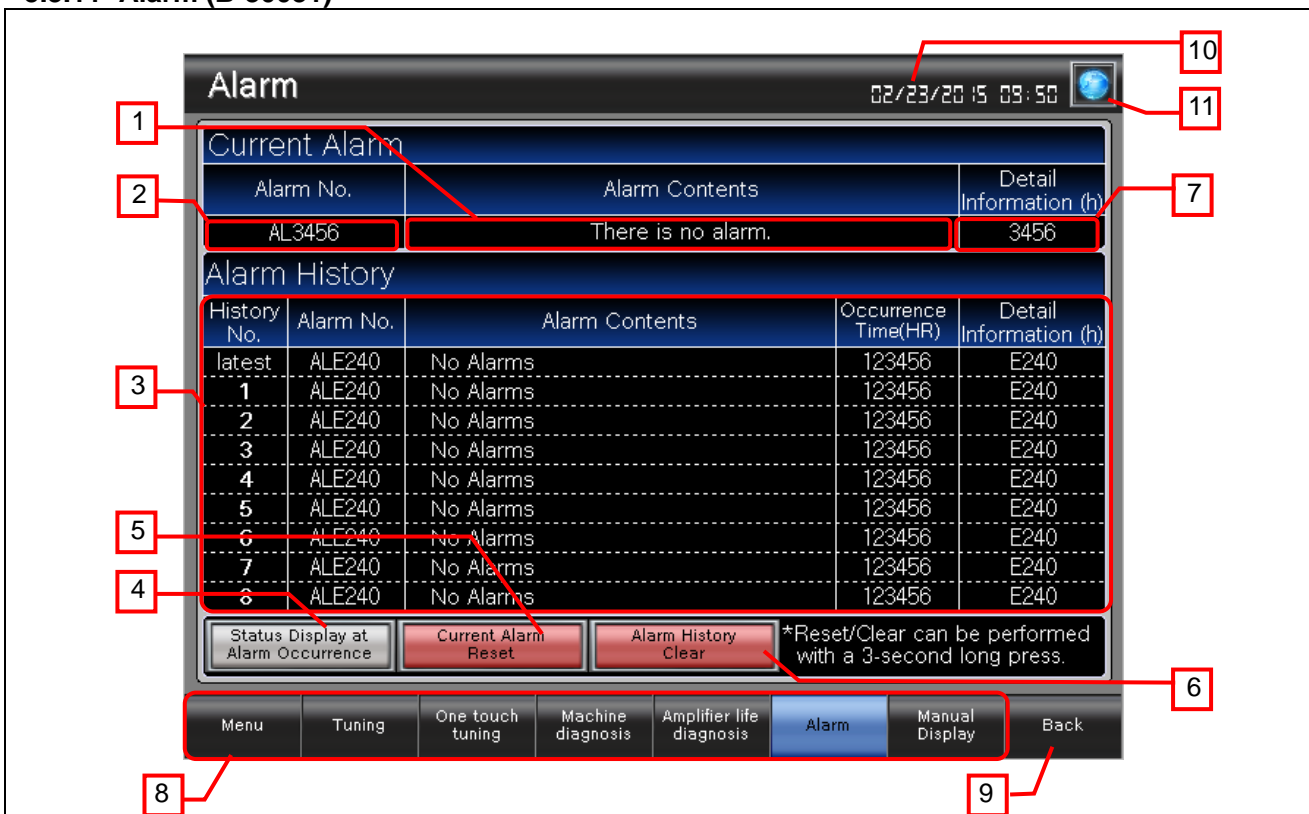 10
Alarm 02/23/2015 09:50
11
1
Current Alarm
Alarm No. Alarm Contents Detail Information (h)
2
7
AL3456 There is no alarm. 3456
Alarm History
History No. Alarm No. Alarm Contents Occurrence Time(HR) Detail Information (h)
latest ALE240 No Alarms 123456 E240
3
1 ALE240 No Alarms 123456 E240
2 ALE240 No Alarms 123456 E240
3 ALE240 No Alarms 123456 E240
4 ALE240 No Alarms 123456 E240
5 ALE240 No Alarms 123456 E240
5
6 ALE240 No Alarms 123456 E240
7 ALE240 No Alarms 123456 E240
4
8 ALE240 No Alarms 123456 E240
Status Display at Alarm Occurrence
Current Alarm Reset
Alarm History Clear
*Reset/Clear can be performed
with a 3-second long press.
6
Menu Tuning One touch tuning Machine diagnosis Amplifier life diagnosis Alarm Manual Display Back
8
9